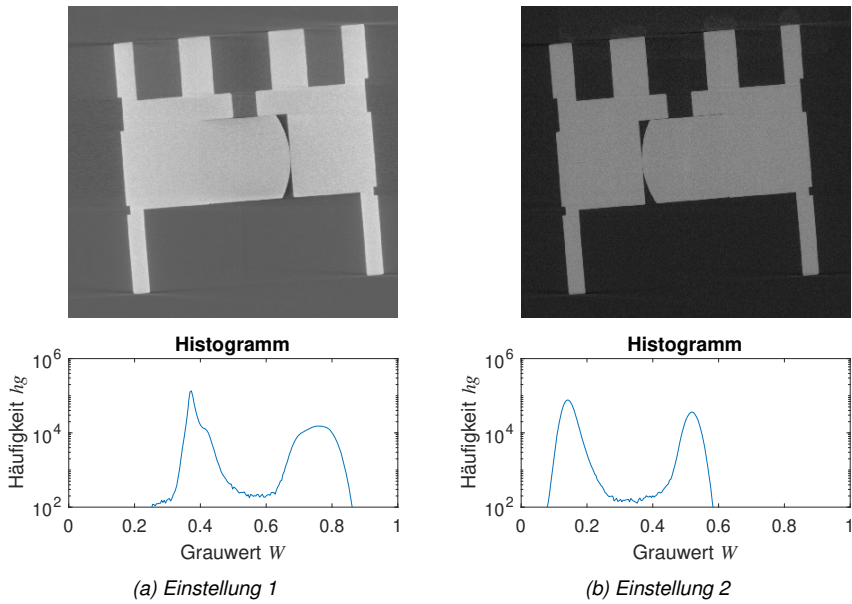 Histogramm
10^6
10^4
10^2
Häufigkeit hg
0 0.2 0.4 0.6 0.8 1
Grauwert W
(a) Einstellung 1
Histogramm
10^6
10^4
10^2
Häufigkeit hg
0 0.2 0.4 0.6 0.8 1
Grauwert W
(b) Einstellung 2